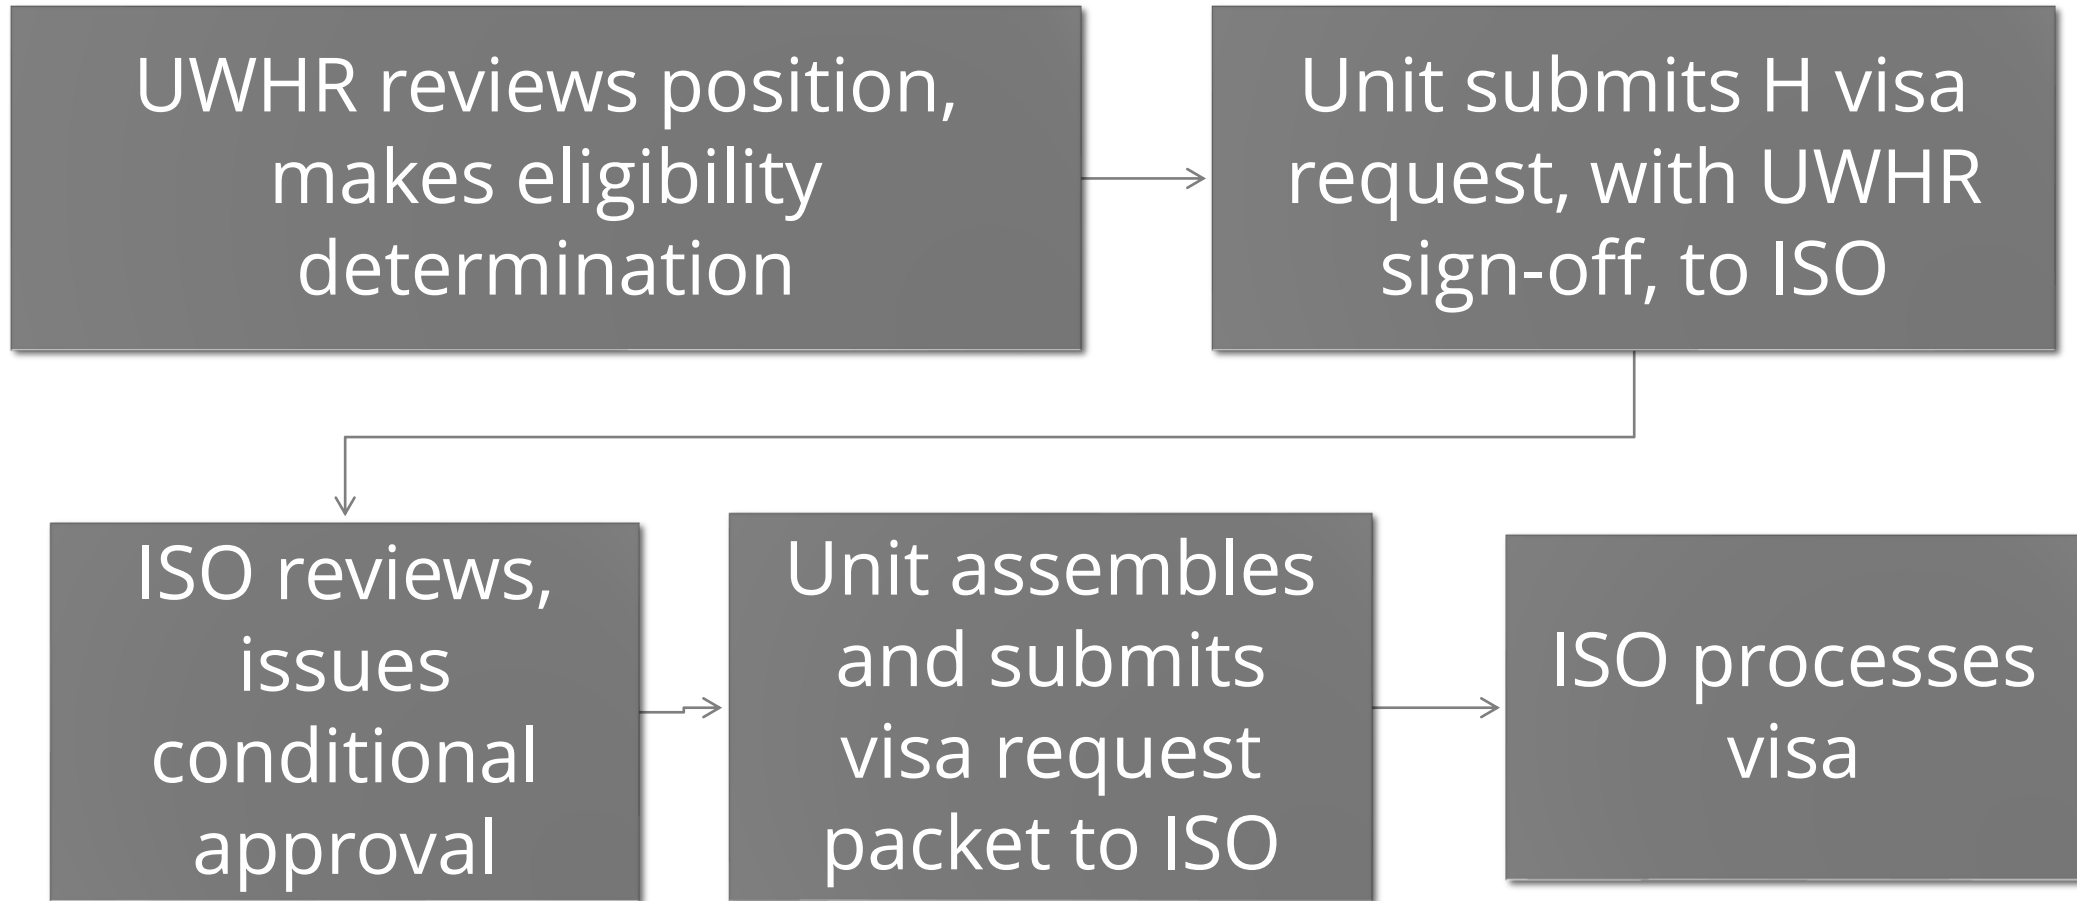 UWHR reviews position,
makes eligibility
determination
Unit submits H visa
request, with UWHR
sign-off, to ISO
ISO reviews,
issues
conditional
approval
Unit assembles
and submits
visa request
packet to ISO
ISO processes
visa